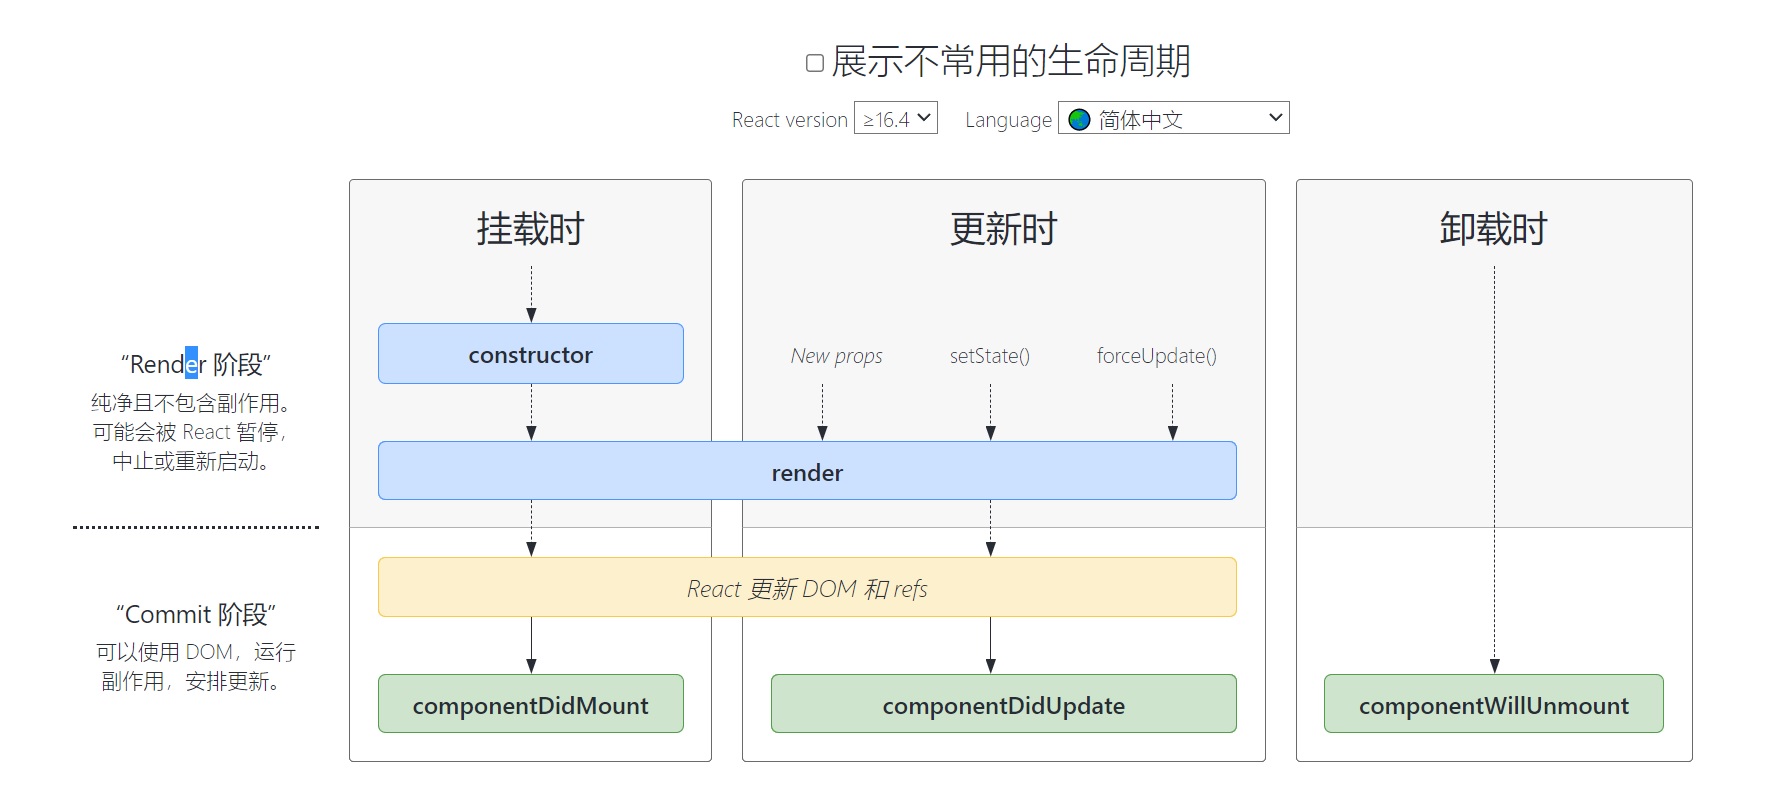 展示不常用的生命周期
React version ≥16.4 Language 简体中文
挂载时
更新时
卸载时
“Render 阶段”
纯净且不包含副作用。
可能会被 React 暂停，
中止或重新启动。
constructor
New props
setState()
forceUpdate()
render
React 更新 DOM 和 refs
“Commit 阶段”
可以使用 DOM，运行
副作用，安排更新。
componentDidMount
componentDidUpdate
componentWillUnmount